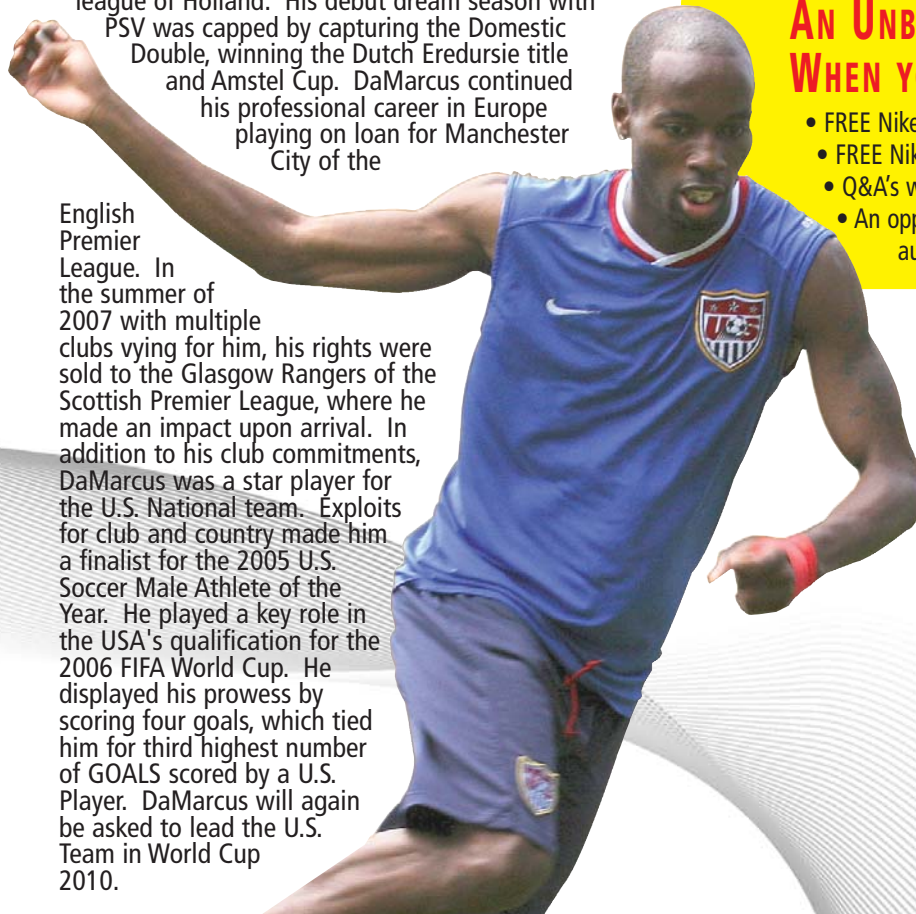 league of Holland. His debut dream season with
PSV was capped by capturing the Domestic
Double, winning the Dutch Eredursie title
and Amstel Cup. DaMarcus continued
his professional career in Europe
playing on loan for Manchester
City of the
English
Premier
League. In
the summer of
2007 with multiple
clubs vying for him, his rights were
sold to the Glasgow Rangers of the
Scottish Premier League, where he
made an impact upon arrival. In
addition to his club commitments,
DaMarcus was a star player for
the U.S. National team. Exploits
for club and country made him
a finalist for the 2005 U.S.
Soccer Male Athlete of the
Year. He played a key role in
the USA's qualification for the
2006 FIFA World Cup. He
displayed his prowess by
scoring four goals, which tied
him for third highest number
of GOALS scored by a U.S.
Player. DaMarcus will again
be asked to lead the U.S.
Team in World Cup
2010.
AN UNB
WHEN Y
• FREE Nike
• FREE Nik
• Q&A's w
• An opp
au
US